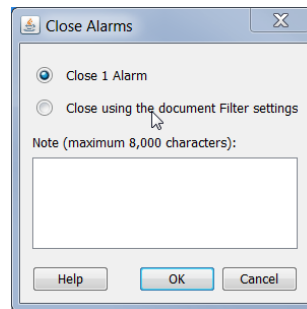 Close Alarms
Close 1 Alarm
Close using the document Filter settings
Note (maximum 8,000 characters):
Help OK Cancel